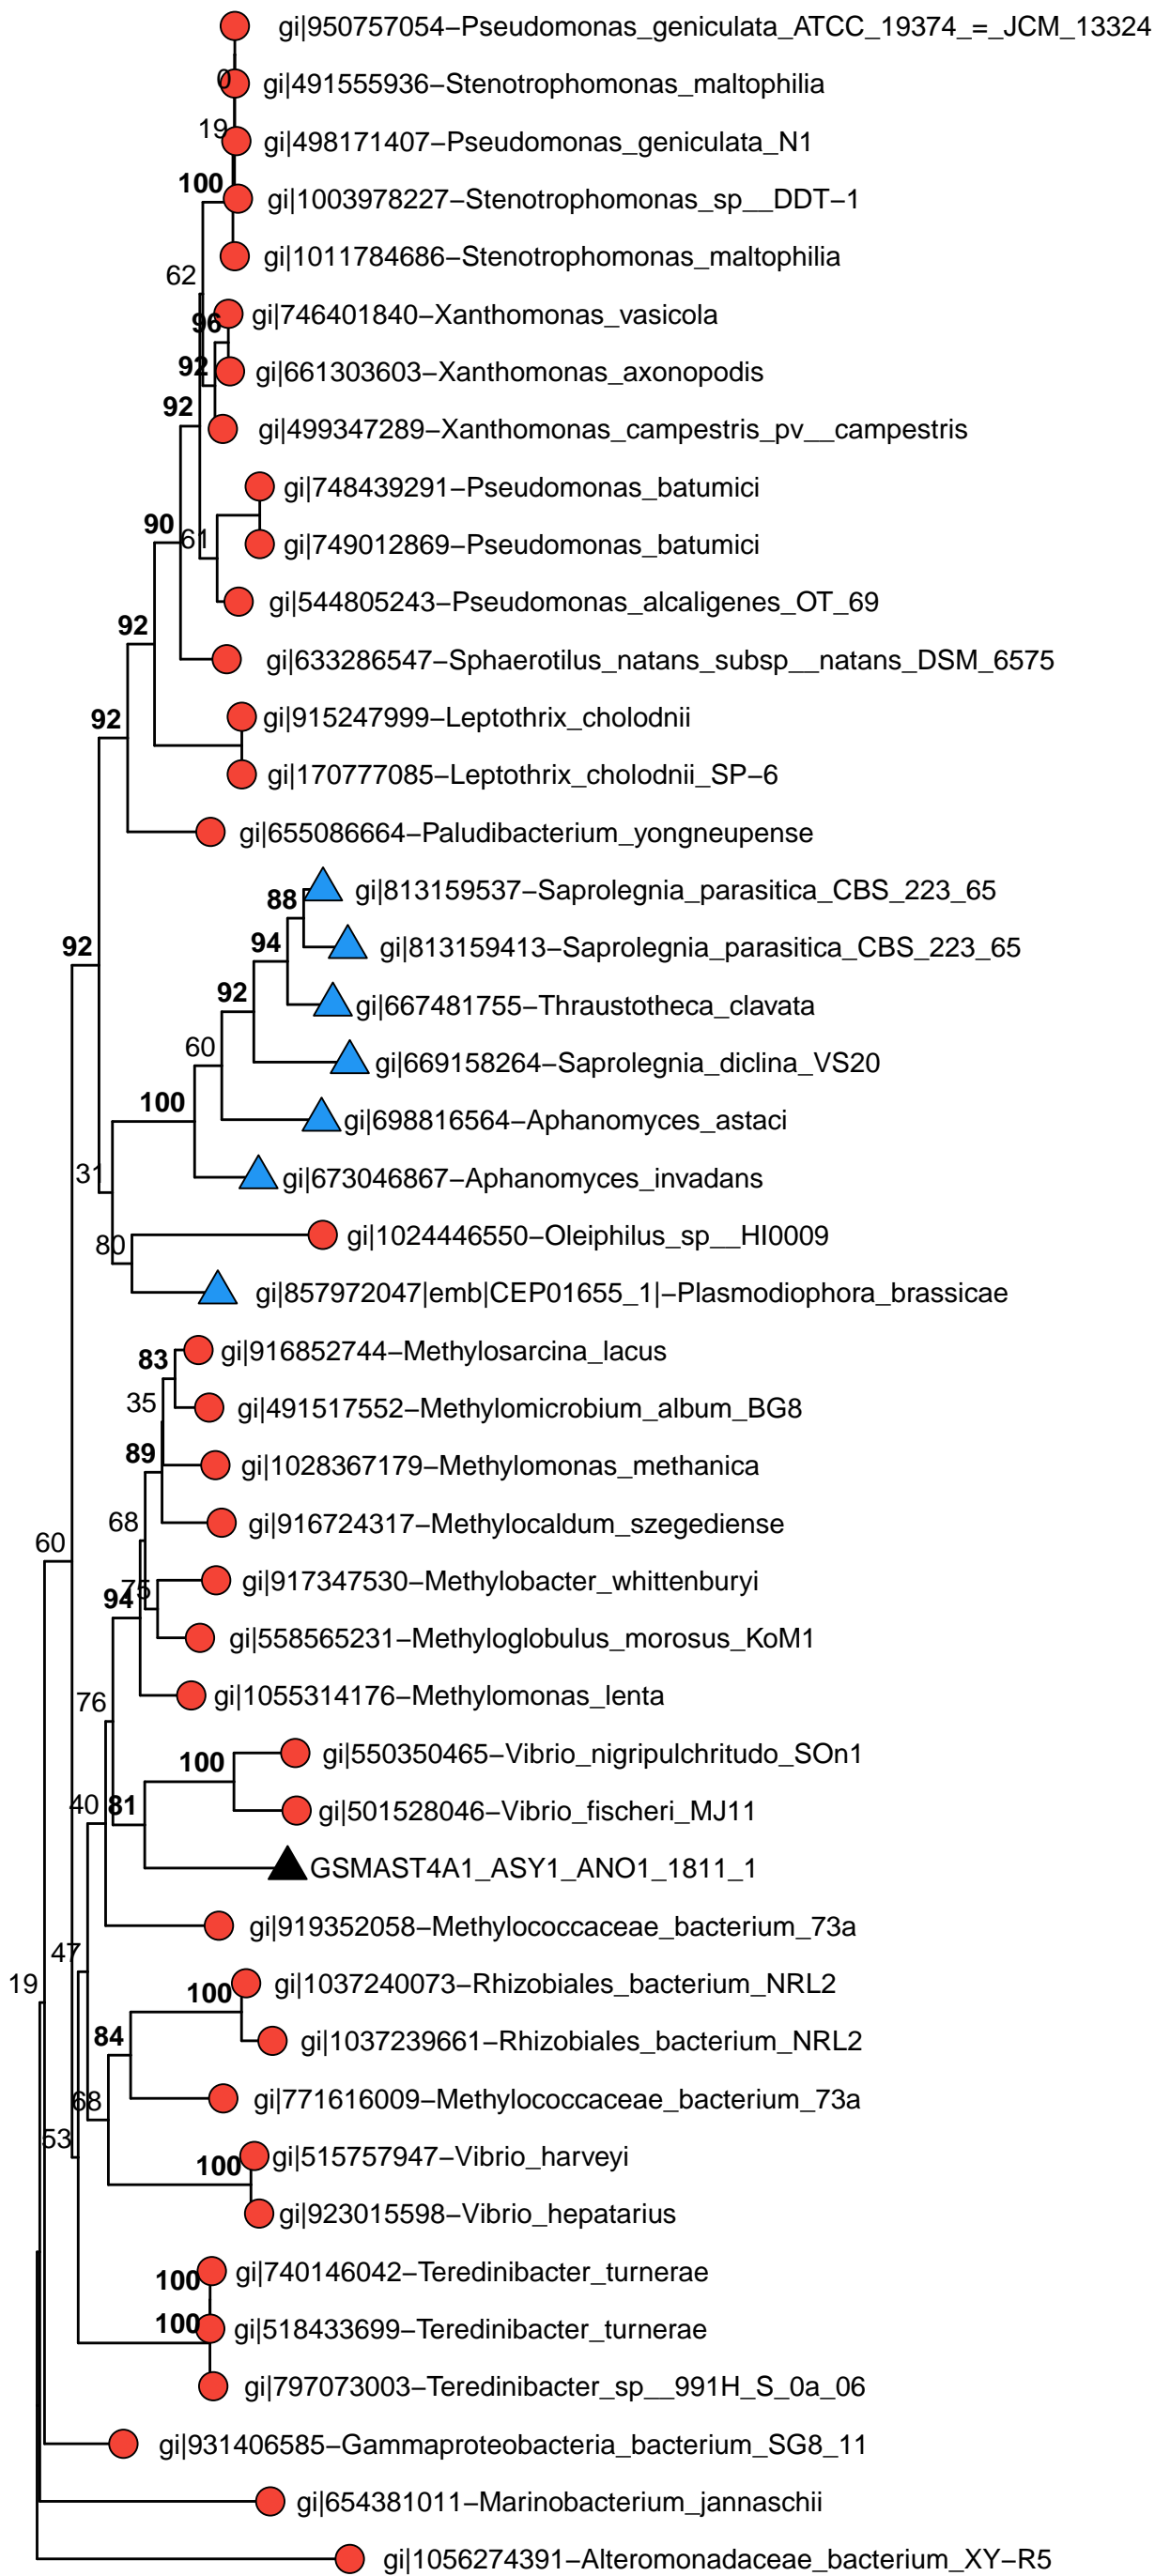 gi|950757054–Pseudomonas_geniculata_ATCC_19374_=_JCM_13324
0
gi|491555936–Stenotrophomonas_maltophilia
19
gi|498171407–Pseudomonas_geniculata_N1
100
gi|1003978227–Stenotrophomonas_sp__DDT–1
gi|1011784686–Stenotrophomonas_maltophilia
62
gi|746401840–Xanthomonas_vasicola
96
92
gi|661303603–Xanthomonas_axonopodis
92
gi|499347289–Xanthomonas_campestris_pv__campestris
gi|748439291–Pseudomonas_batumici
90
61
gi|749012869–Pseudomonas_batumici
gi|544805243–Pseudomonas_alcaligenes_OT_69
92
gi|633286547–Sphaerotilus_natans_subsp__natans_DSM_6575
92
gi|915247999–Leptothrix_cholodnii
gi|170777085–Leptothrix_cholodnii_SP–6
gi|655086664–Paludibacterium_yongneupense
88
gi|813159537–Saprolegnia_parasitica_CBS_223_65
92
94
gi|813159413–Saprolegnia_parasitica_CBS_223_65
92
gi|667481755–Thraustotheca_clavata
60
gi|669158264–Saprolegnia_diclina_VS20
100
gi|698816564–Aphanomyces_astaci
31
gi|673046867–Aphanomyces_invadans
80
gi|1024446550–Oleiphilus_sp__HI0009
gi|857972047|emb|CEP01655_1|–Plasmodiophora_brassicae
83
gi|916852744–Methylosarcina_lacus
35
gi|491517552–Methylomicrobium_album_BG8
89
gi|1028367179–Methylomonas_methanica
68
gi|916724317–Methylocaldum_szegediense
60
75
gi|917347530–Methylobacter_whittenburyi
94
gi|558565231–Methyloglobulus_morosus_KoM1
76
gi|1055314176–Methylomonas_lenta
100
gi|550350465–Vibrio_nigripulchritudo_SOn1
40
81
gi|501528046–Vibrio_fischeri_MJ11
GSMAST4A1_ASY1_ANO1_1811_1
gi|919352058–Methylococcaceae_bacterium_73a
47
19
100
gi|1037240073–Rhizobiales_bacterium_NRL2
84
gi|1037239661–Rhizobiales_bacterium_NRL2
68
gi|771616009–Methylococcaceae_bacterium_73a
53
100
gi|515757947–Vibrio_harveyi
gi|923015598–Vibrio_hepatarius
100
gi|740146042–Teredinibacter_turnerae
100
gi|518433699–Teredinibacter_turnerae
gi|797073003–Teredinibacter_sp__991H_S_0a_06
gi|931406585–Gammaproteobacteria_bacterium_SG8_11
gi|654381011–Marinobacterium_jannaschii
gi|1056274391–Alteromonadaceae_bacterium_XY–R5